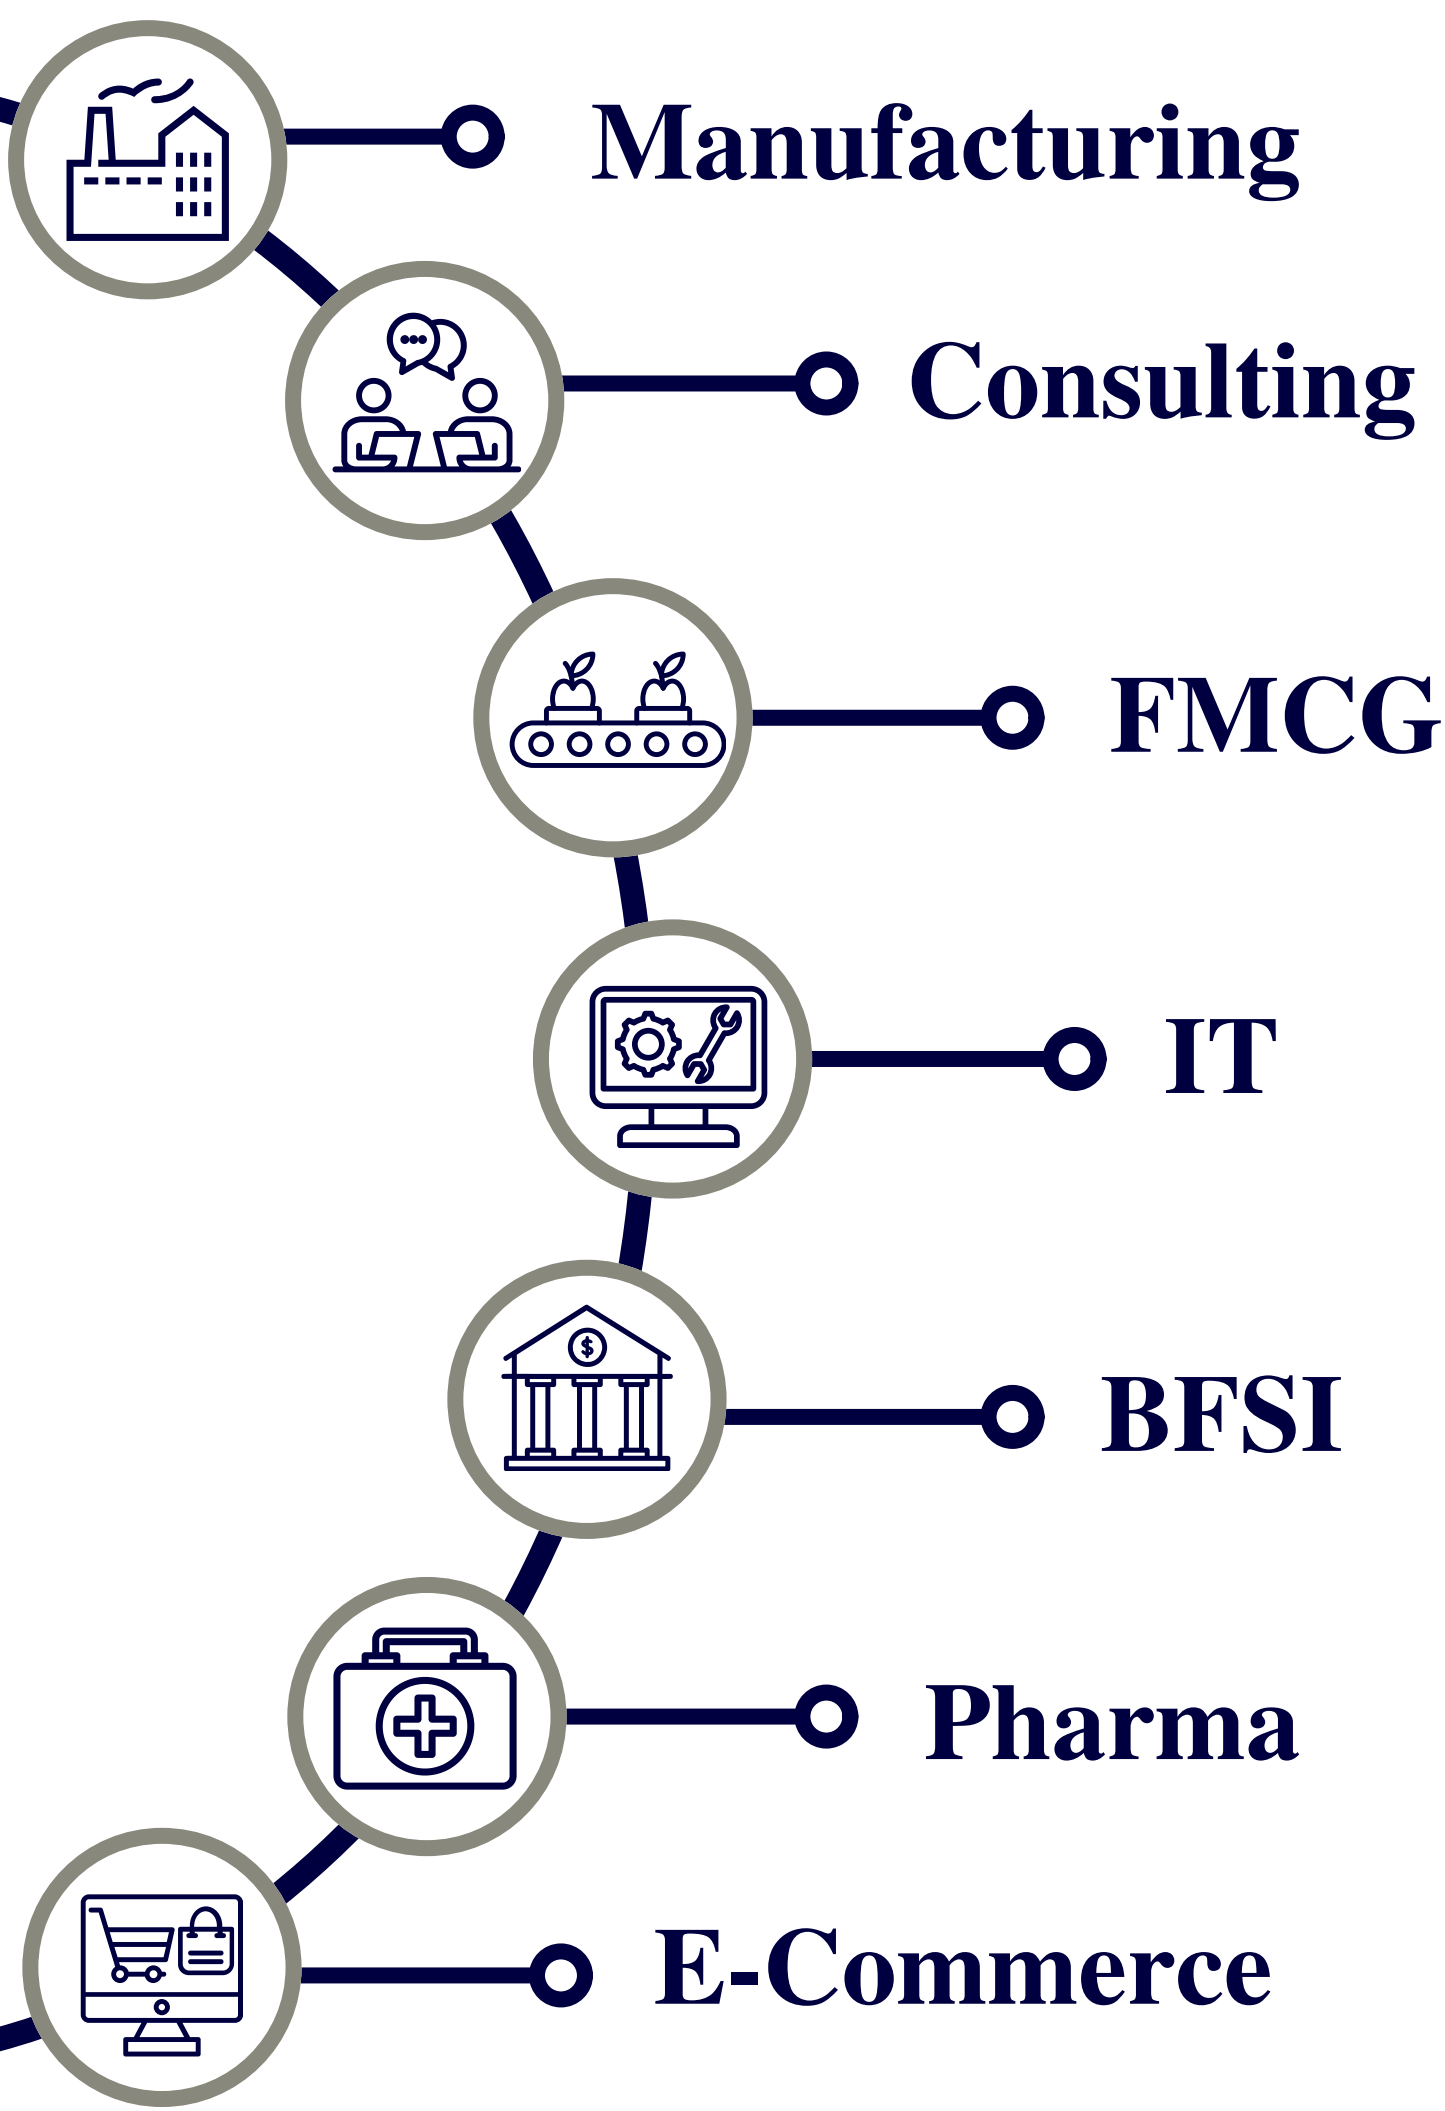 Manufacturing
Consulting
FMCG
IT
$
BFSI
Pharma
E-Commerce